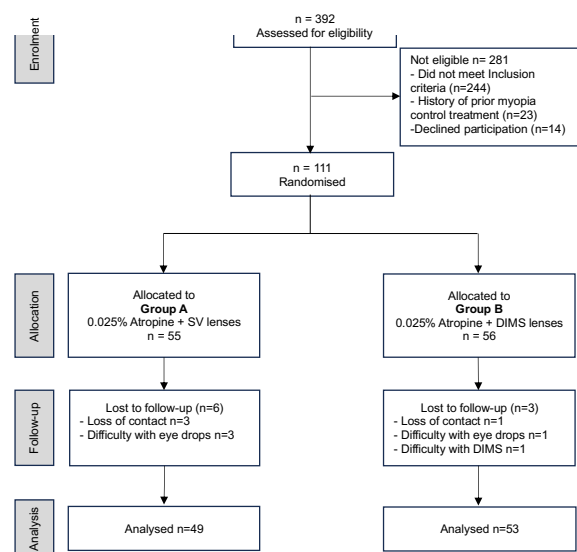 Enrolment
n = 392
Assessed for eligibility
Not eligible n= 281
- Did not meet Inclusion
criteria (n=244)
- History of prior myopia
control treatment (n=23)
-Declined participation (n=14)
n = 111
Randomised
Allocation
Allocated to
Group A
0.025% Atropine + SV lenses
n = 55
Allocated to
Group B
0.025% Atropine + DIMS lenses
n = 56
Follow-up
Lost to follow-up (n=6)
- Loss of contact n=3
- Difficulty with eye drops n=3
Lost to follow-up (n=3)
- Loss of contact n=1
- Difficulty with eye drops n=1
- Difficulty with DIMS n=1
Analysis
Analysed n=49
Analysed n=53